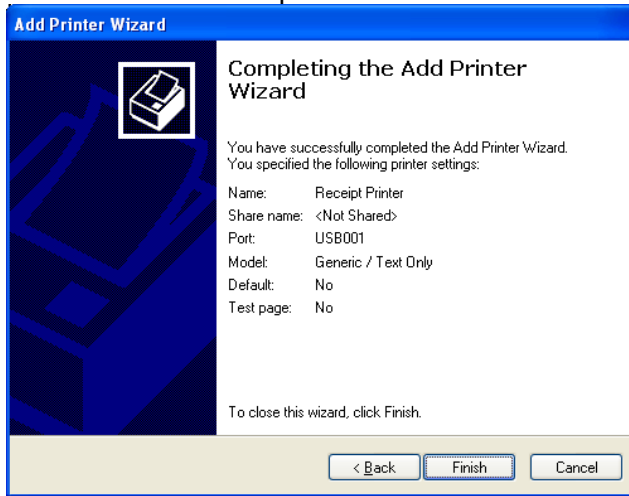 Add Printer Wizard
Completing the Add Printer
Wizard
You have successfully completed the Add Printer Wizard.
You specified the following printer settings:
Name: Receipt Printer
Share name: <Not Shared>
Port: USB001
Model: Generic / Text Only
Default: No
Test page: No
To close this wizard, click Finish.
< Back Finish Cancel